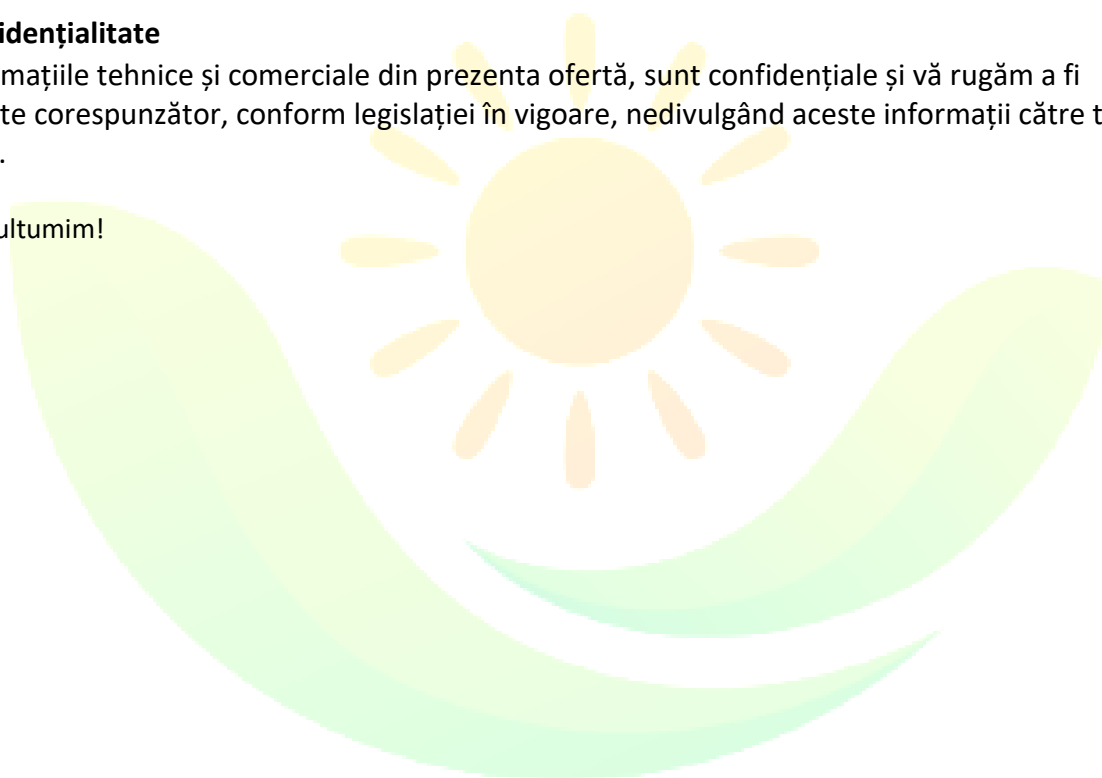 idențialitate
mațiile tehnice și comerciale din prezenta ofertă, sunt confidențiale și vă rugăm a fi
te corespunzător, conform legislației în vigoare, nedivulgând aceste informații către t
.
ultumim!